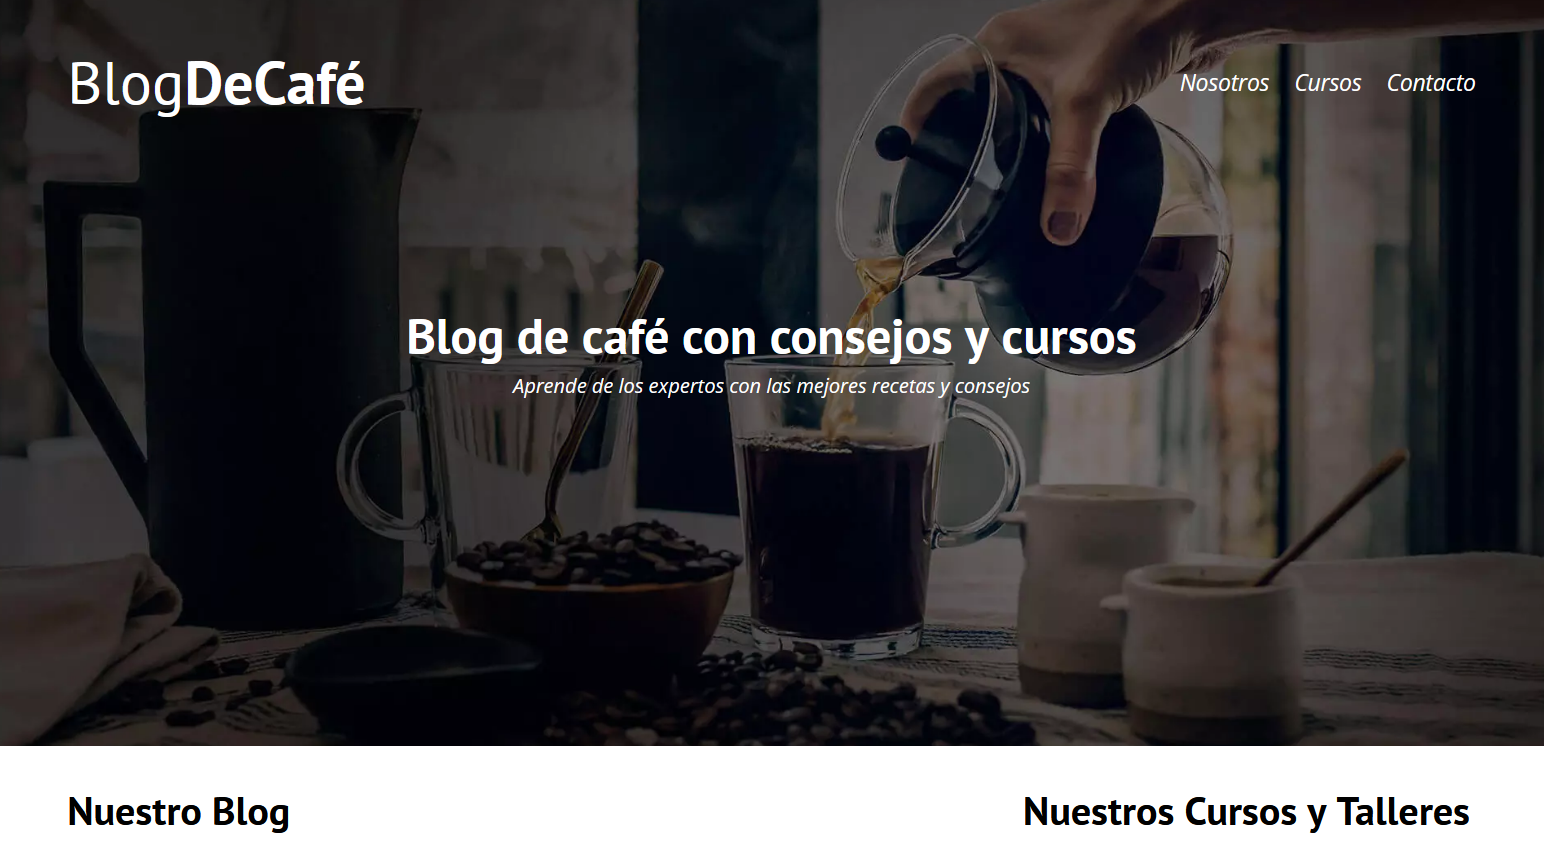 BlogDeCafé
Nosotros Cursos Contacto
Blog de café con consejos y cursos
Aprende de los expertos con las mejores recetas y consejos
Nuestro Blog
Nuestros Cursos y Talleres